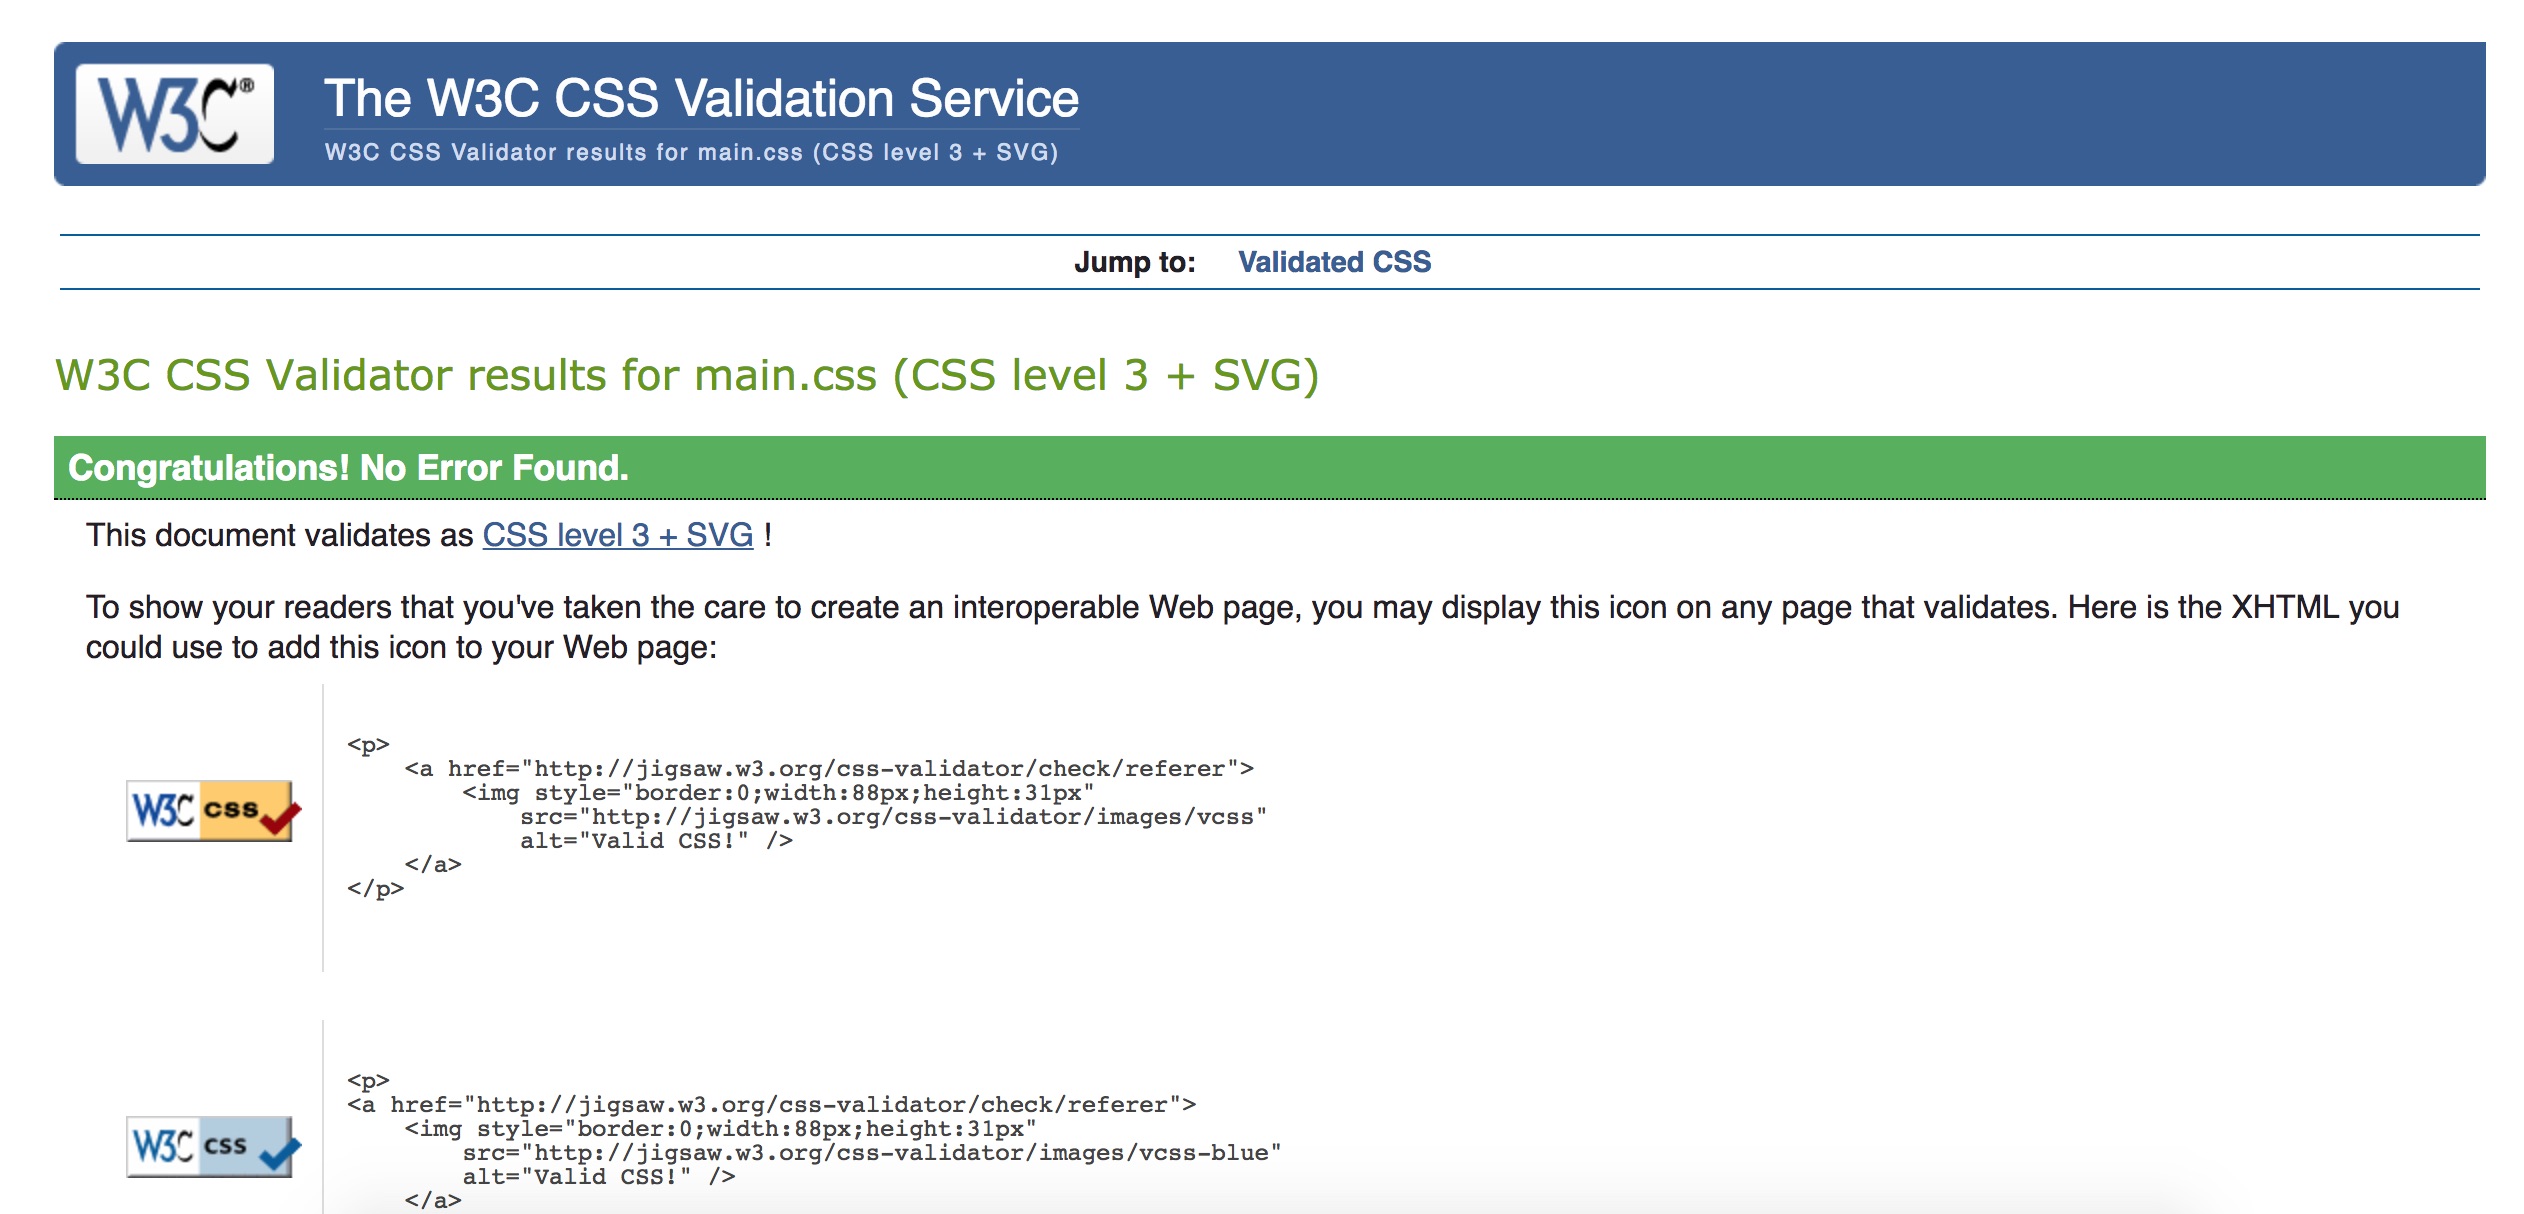 W3C®
The W3C CSS Validation Service
W3C CSS Validator results for main.css (CSS level 3 + SVG)
Jump to: Validated CSS
W3C CSS Validator results for main.css (CSS level 3 + SVG)
Congratulations! No Error Found.
This document validates as CSS level 3 + SVG !
To show your readers that you've taken the care to create an interoperable Web page, you may display this icon on any page that validates. Here is the XHTML you
could use to add this icon to your Web page:
W3C css
<p>
    <a href="http://jigsaw.w3.org/css-validator/check/referer">
        <img style="border:0;width:88px;height:31px"
            src="http://jigsaw.w3.org/css-validator/images/vcss"
            alt="Valid CSS!" />
    </a>
</p>
W3C css
<p>
<a href="http://jigsaw.w3.org/css-validator/check/referer">
    <img style="border:0;width:88px;height:31px"
        src="http://jigsaw.w3.org/css-validator/images/vcss-blue"
        alt="Valid CSS!" />
    </a>